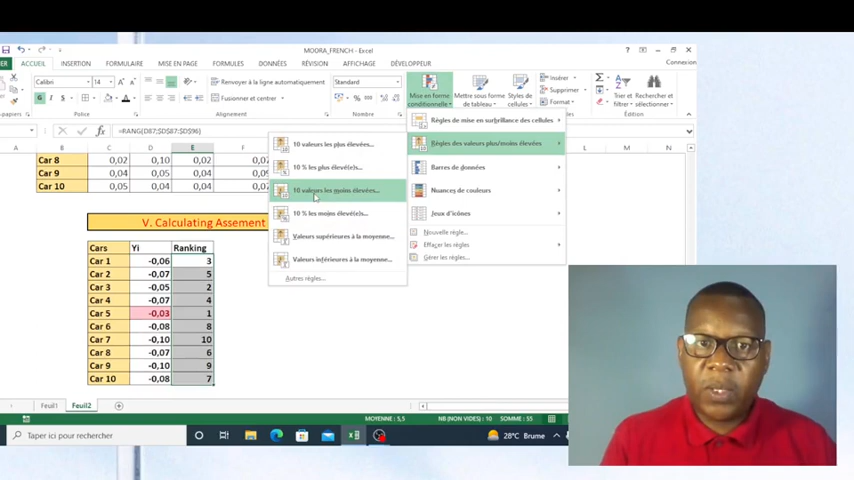 MOORA_FRENCH - Excel
ACCUEIL INSERTION FORMULAIRE MISE EN PAGE FORMULES DONNÉES RÉVISION AFFICHAGE DÉVELOPPEUR Connexion
Calibri 14 Renvoyer à la ligne automatiquement Standard Insérer
G I S Fusionner et centrer Mise en forme conditionnelle Mettre sous forme de tableau Styles de cellules Supprimer Format Trier et Rechercher et
Police Alignement
=RANG(D87;$D$87:$D$96)
Règles de mise en surbrillance des cellules
Règles des valeurs plus/moins élevées
Barres de données
Nuances de couleurs
Jeux d'icônes
Nouvelle règle...
Effacer les règles
Gérer les règles...
10 valeurs les plus élevées...
10 % les plus élevé(e)s...
10 valeurs les moins élevées...
10 % les moins élevé(e)s...
Valeurs supérieures à la moyenne...
Valeurs inférieures à la moyenne...
Autres règles...
B C D E F L M
Car 8 0,02 0,10 0,02
Car 9 0,04 0,05 0,04
Car 10 0,05 0,04 0,04
V. Calculating Assement
Cars Yi Ranking
Car 1 -0,06 3
Car 2 -0,07 5
Car 3 -0,05 2
Car 4 -0,07 4
Car 5 -0,03 1
Car 6 -0,08 8
Car 7 -0,10 10
Car 8 -0,07 6
Car 9 -0,10 9
Car 10 -0,08 7
Feuil1 Feuil2
MOYENNE : 5,5 NB (NON VIDES) : 10 SOMME : 55
Taper ici pour rechercher 28°C Brume